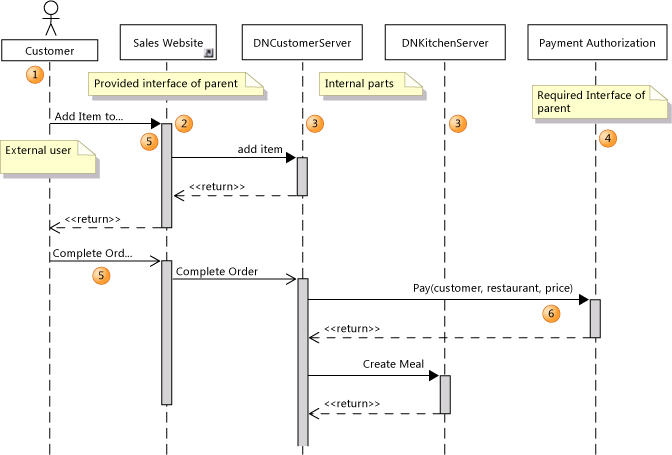 Customer
Sales Website
DNCustomerServer
DNKitchenServer
Payment Authorization
1
Provided interface of parent
Internal parts
Required Interface of
parent
Add Item to...
2
3
3
4
5
External user
add item
<<return>>
<<return>>
Complete Ord...
5
Complete Order
Pay(customer, restaurant, price)
6
<<return>>
Create Meal
<<return>>